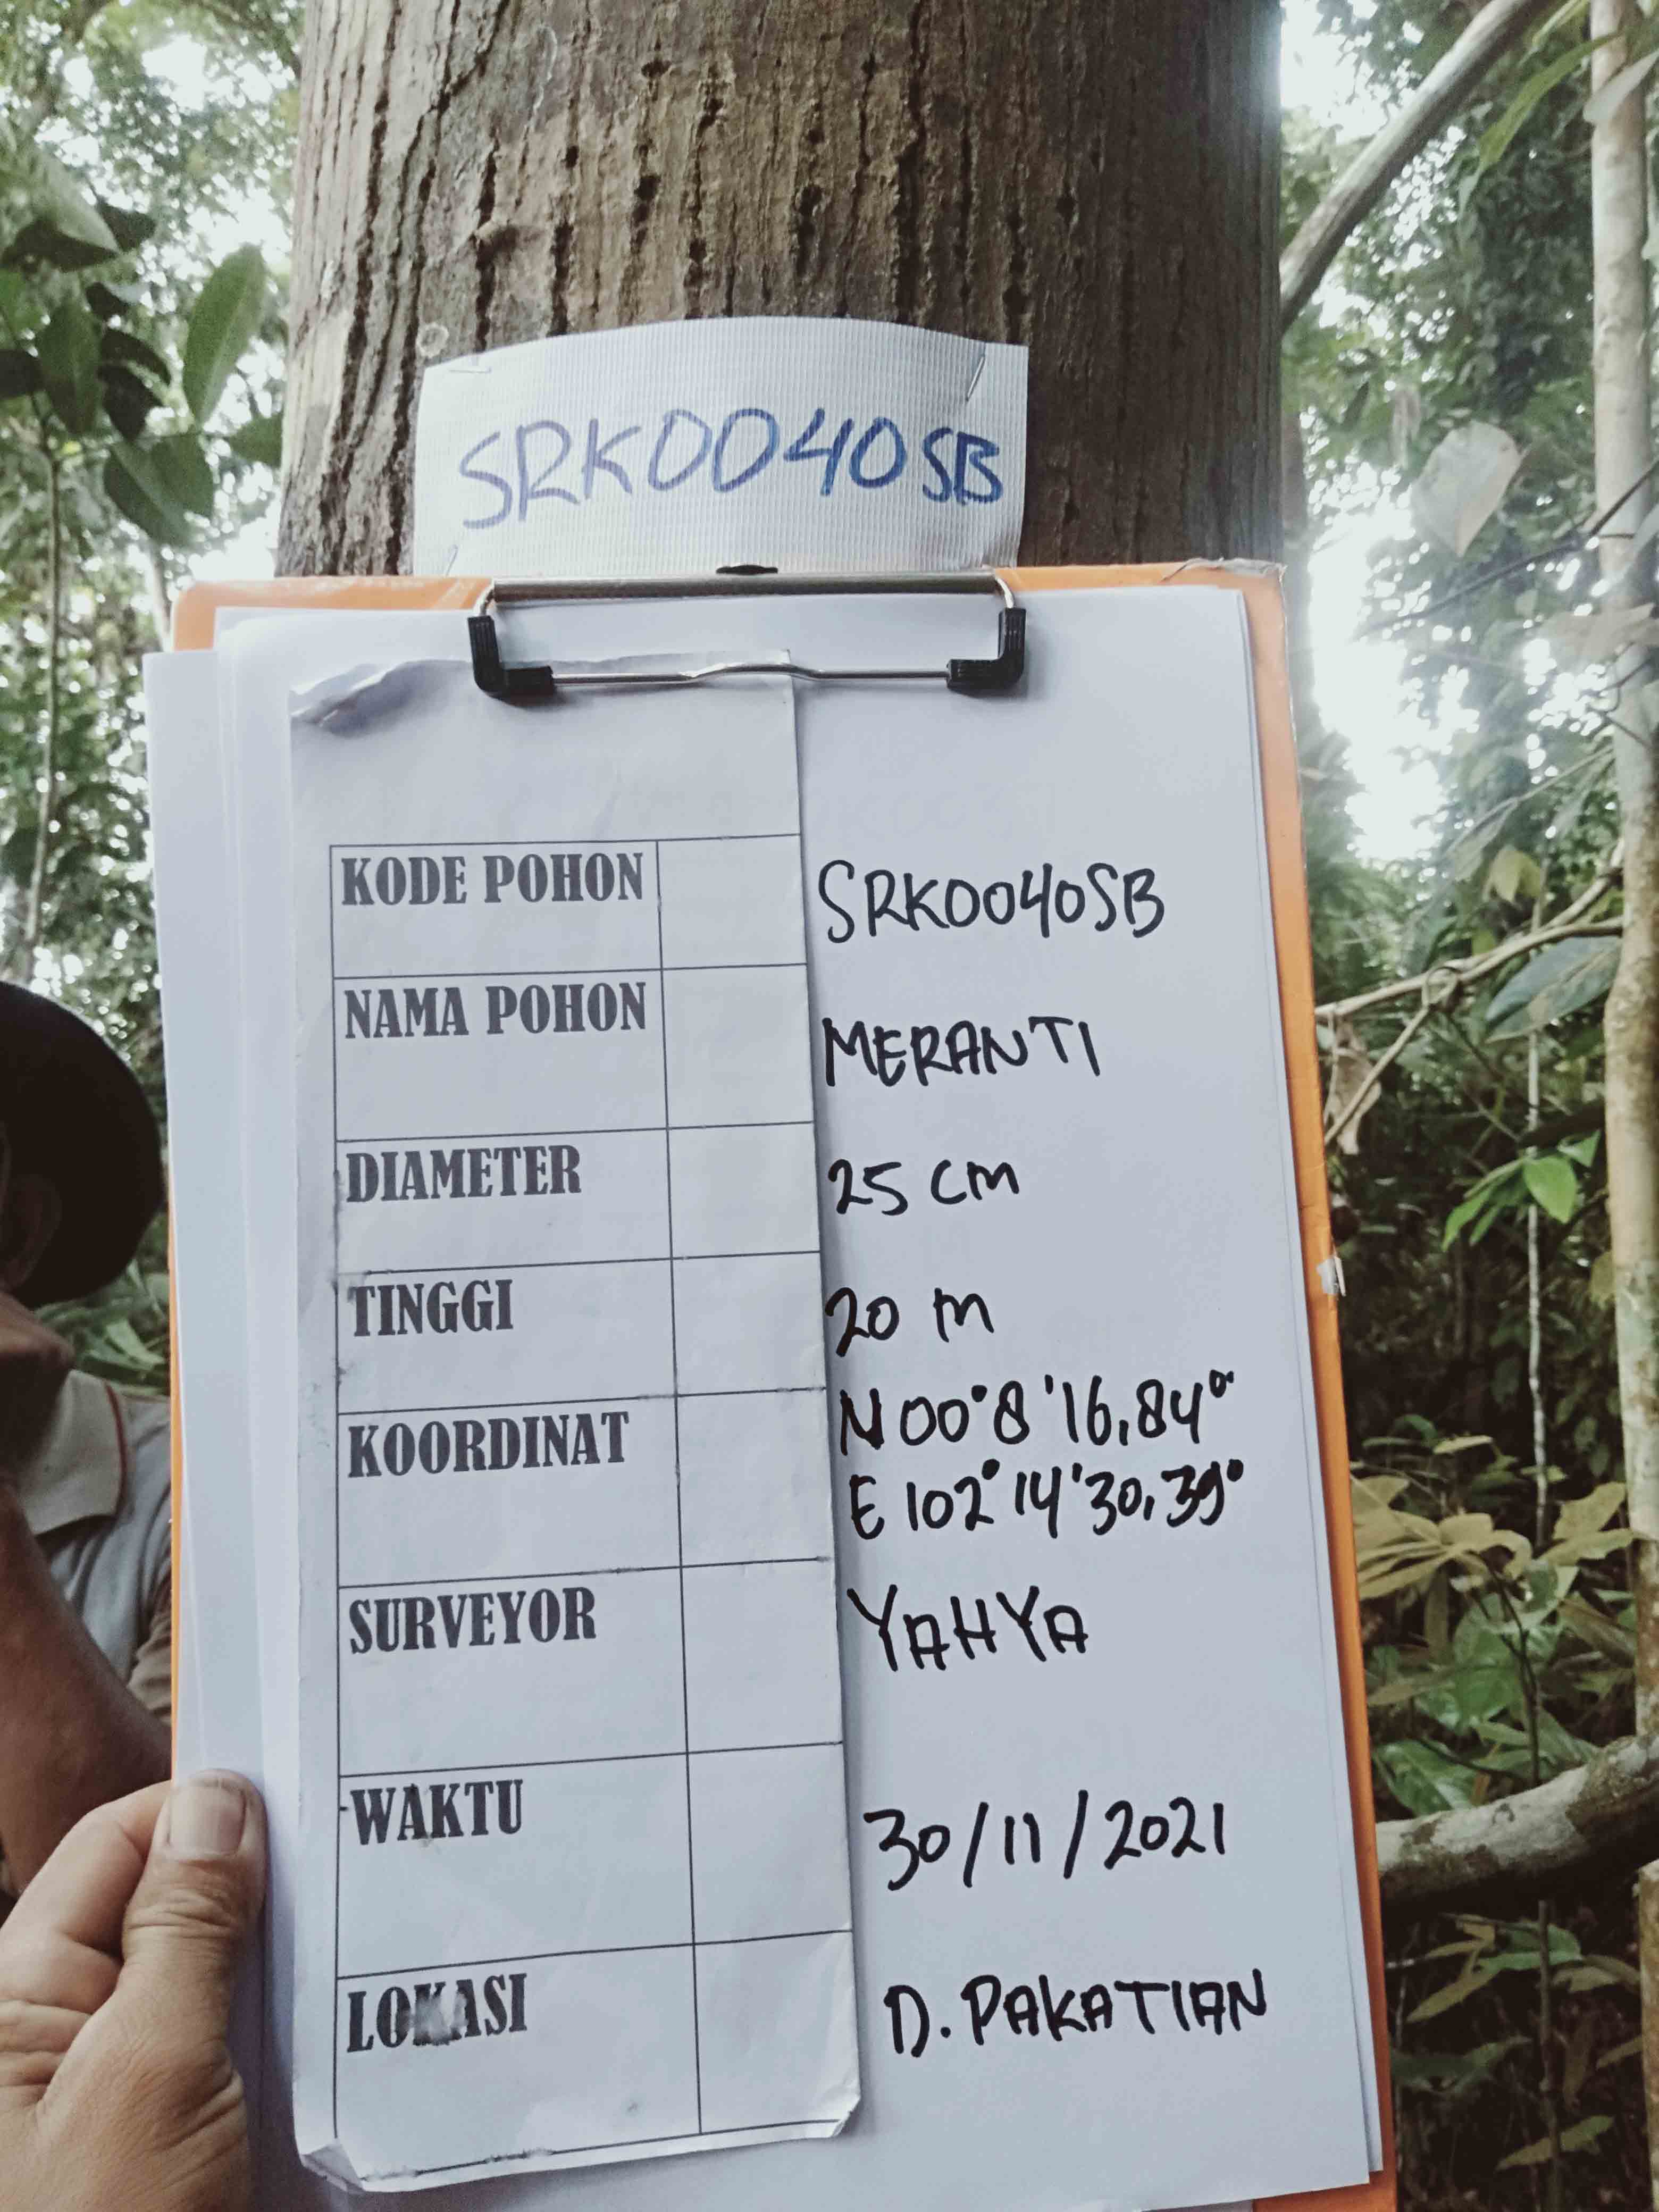 SRK0040SB
KODE POHON SRK0040SB
NAMA POHON MERANTI
DIAMETER 25 cm
TINGGI 20 m
KOORDINAT N 00°8'16,84"
E 102°14'30,39"
SURVEYOR YAHYA
WAKTU 30/11/2021
LOKASI D. PAKATIAN